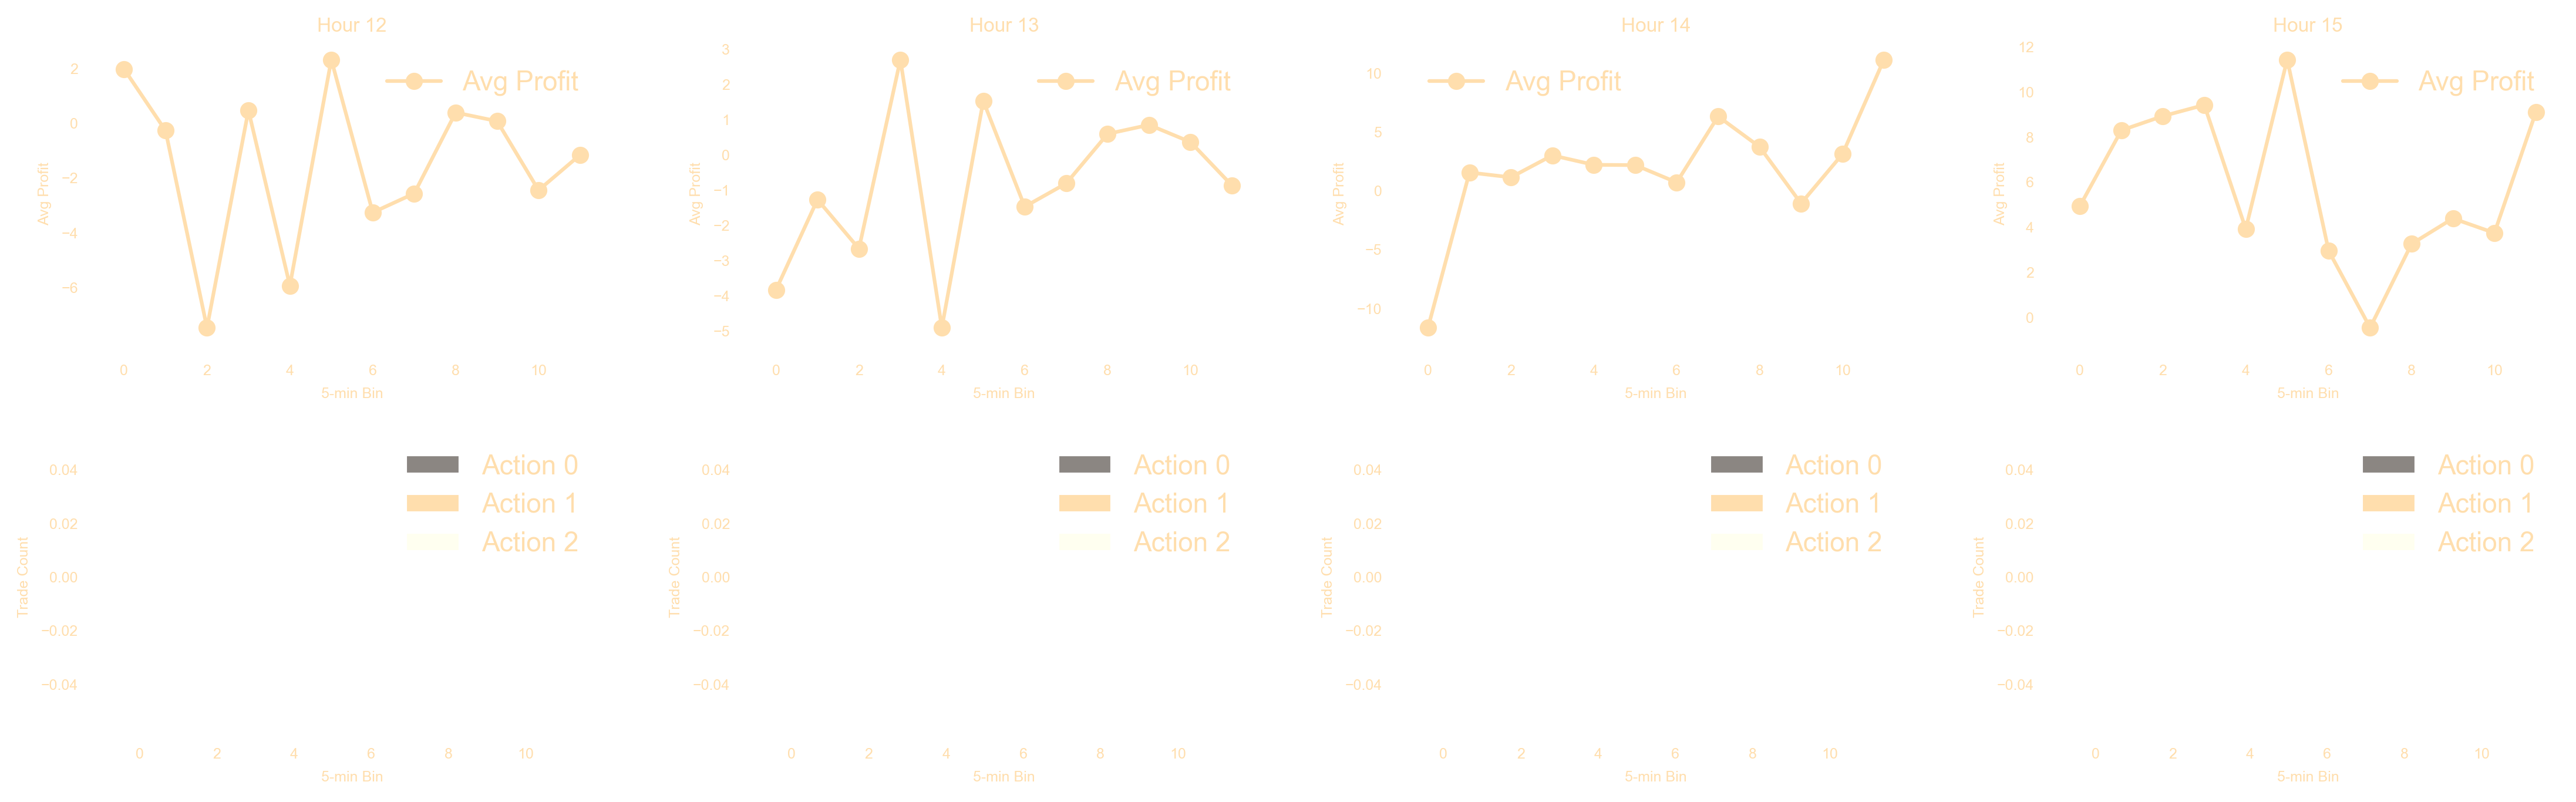 Hour 12
Avg Profit
Avg Profit
2
0
−2
−4
−6
0 2 4 6 8 10
5-min Bin
Hour 13
Avg Profit
Avg Profit
3
2
1
0
−1
−2
−3
−4
−5
0 2 4 6 8 10
5-min Bin
Hour 14
Avg Profit
Avg Profit
10
5
0
−5
−10
0 2 4 6 8 10
5-min Bin
Hour 15
Avg Profit
Avg Profit
12
10
8
6
4
2
0
0 2 4 6 8 10
5-min Bin
Action 0
Action 1
Action 2
Trade Count
0.04
0.02
0.00
−0.02
−0.04
0 2 4 6 8 10
5-min Bin
Action 0
Action 1
Action 2
Trade Count
0.04
0.02
0.00
−0.02
−0.04
0 2 4 6 8 10
5-min Bin
Action 0
Action 1
Action 2
Trade Count
0.04
0.02
0.00
−0.02
−0.04
0 2 4 6 8 10
5-min Bin
Action 0
Action 1
Action 2
Trade Count
0.04
0.02
0.00
−0.02
−0.04
0 2 4 6 8 10
5-min Bin